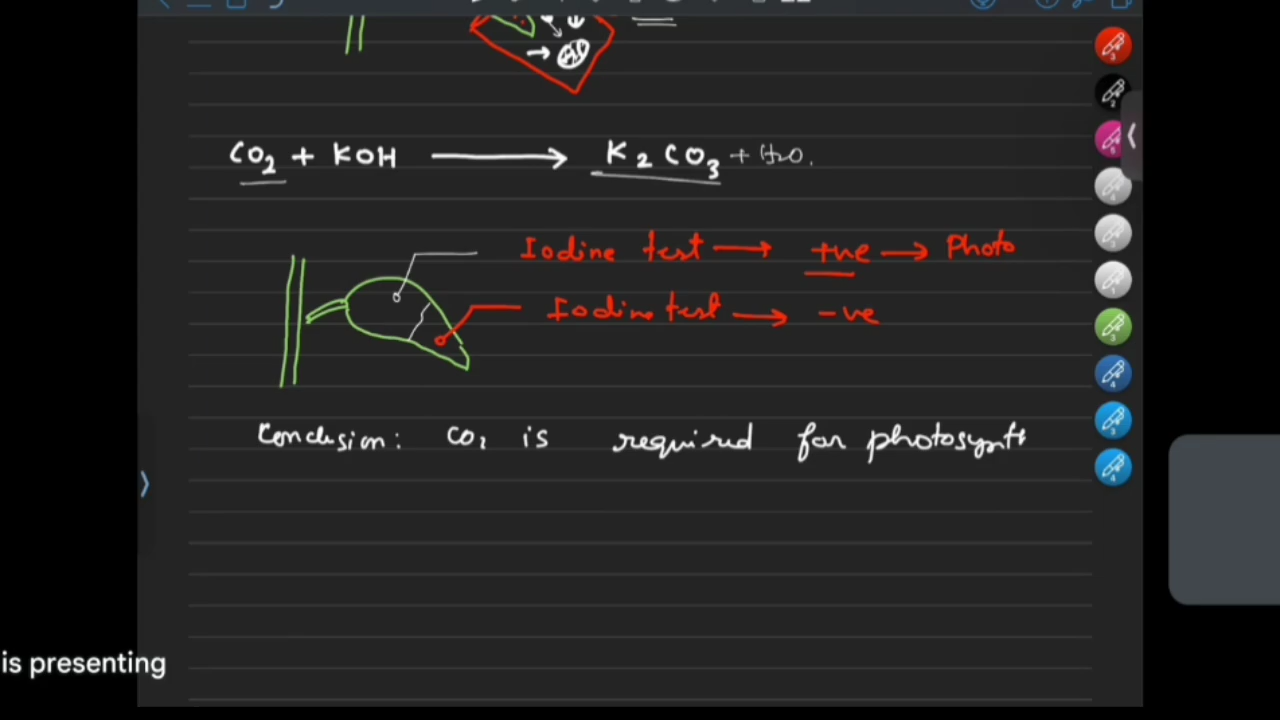 CO2 + KOH → K2CO3 + H2O.
Iodine test → +ve → Photo
Iodine test → -ve
Conclusion: CO2 is required for photosynth
is presenting